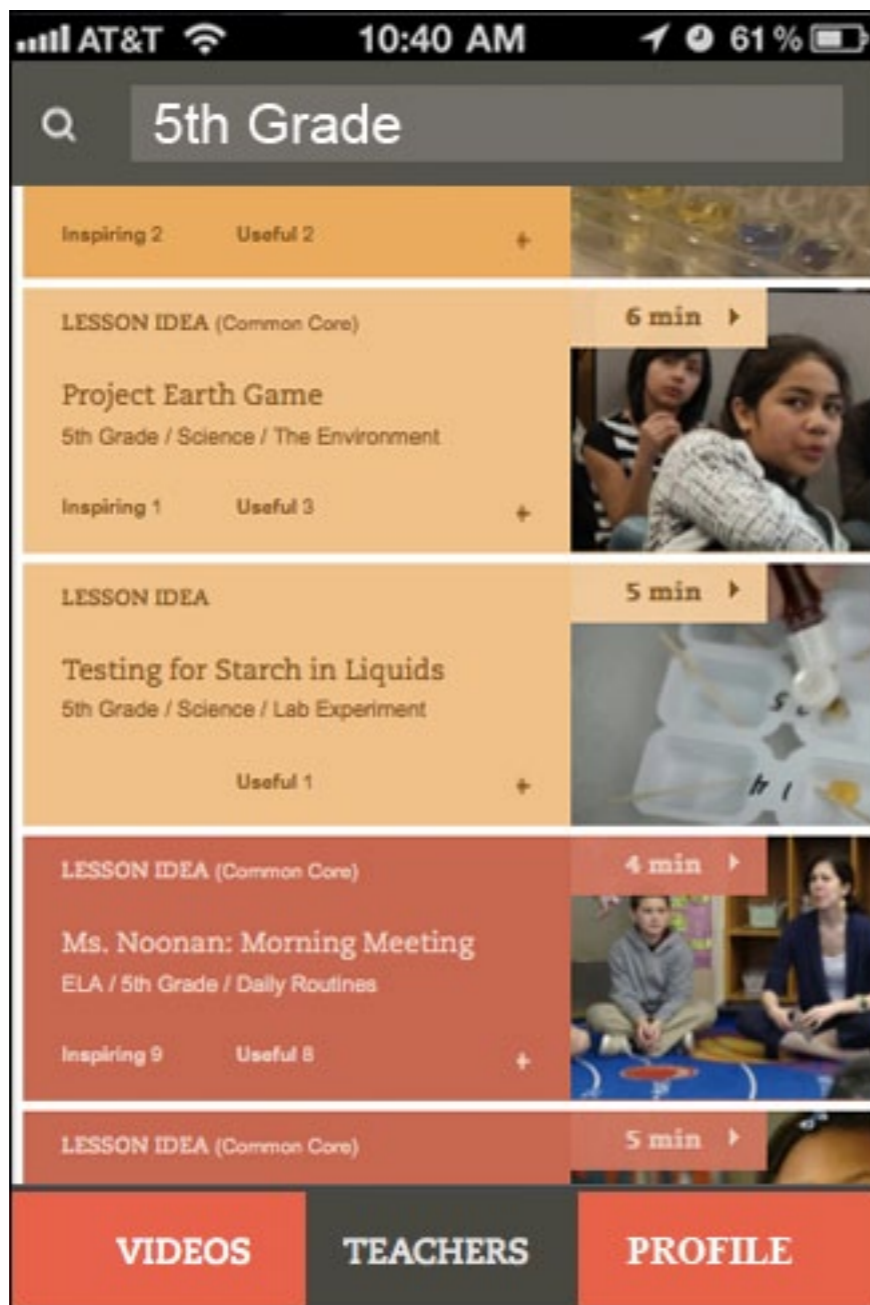 AT&T 10:40 AM 61%
5th Grade
Inspiring 2 Useful 2 +
LESSON IDEA (Common Core) 6 min
Project Earth Game
5th Grade / Science / The Environment
Inspiring 1 Useful 3 +
LESSON IDEA 5 min
Testing for Starch in Liquids
5th Grade / Science / Lab Experiment
Useful 1 +
LESSON IDEA (Common Core) 4 min
Ms. Noonan: Morning Meeting
ELA / 5th Grade / Daily Routines
Inspiring 9 Useful 8 +
LESSON IDEA (Common Core) 5 min
VIDEOS TEACHERS PROFILE